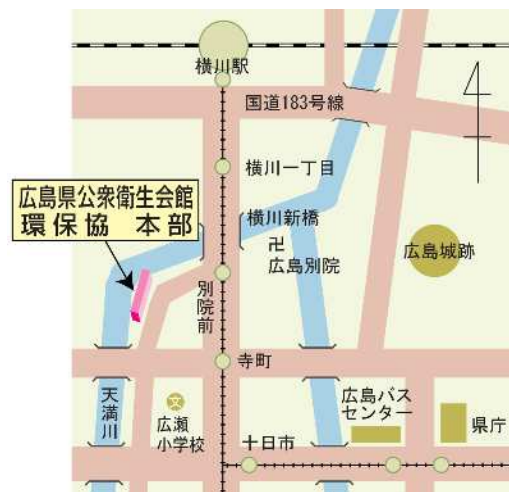 横川駅
国道183号線
横川一丁目
広島県公衆衛生会館
環保協 本部
横川新橋
卍
広島別院
広島城跡
別院前
寺町
天満川
文
広瀬
小学校
広島バス
センター
県庁
十日市